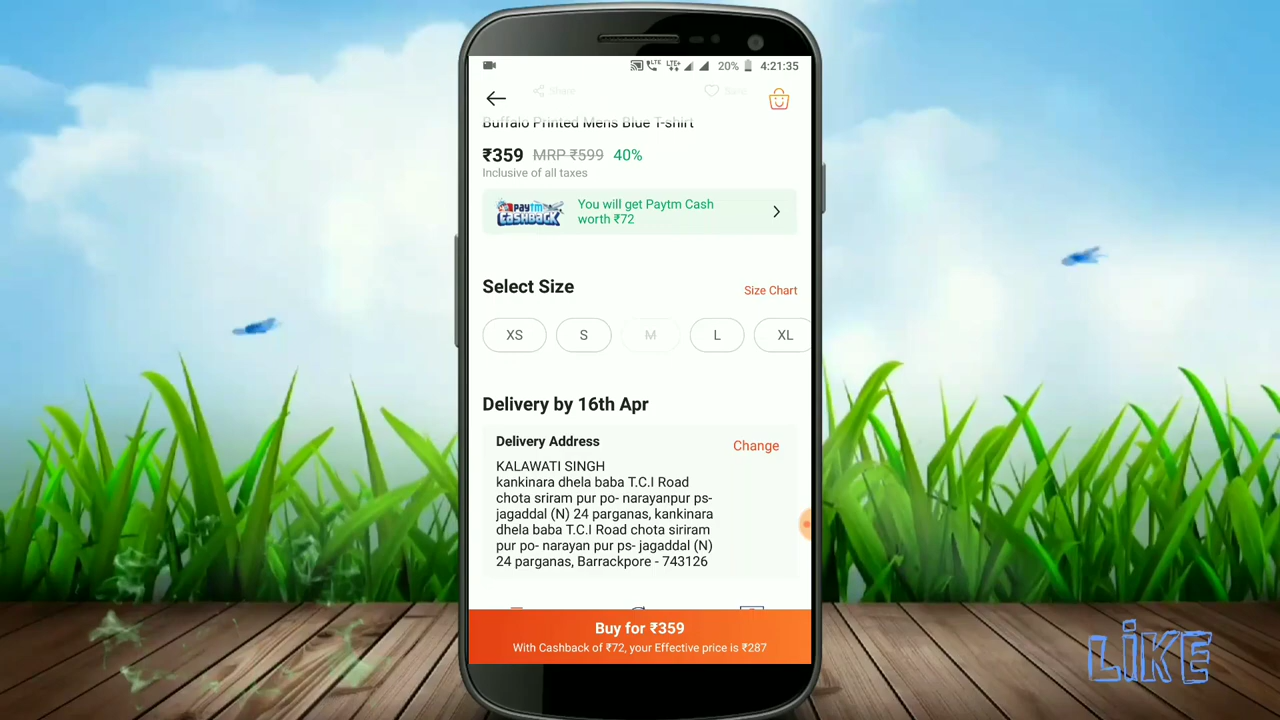 LTE LTE+ 20% 4:21:35
Share Save
Buffalo Printed Mens Blue T-shirt
₹359 MRP ₹599 40%
Inclusive of all taxes
PAYTM CASHBACK
You will get Paytm Cash
worth ₹72
Select Size
Size Chart
XS S M L XL
Delivery by 16th Apr
Delivery Address
Change
KALAWATI SINGH
kankinara dhela baba T.C.I Road
chota sriram pur po- narayanpur ps-
jagaddal (N) 24 parganas, kankinara
dhela baba T.C.I Road chota siriram
pur po- narayan pur ps- jagaddal (N)
24 parganas, Barrackpore - 743126
Buy for ₹359
With Cashback of ₹72, your Effective price is ₹287
LiKE